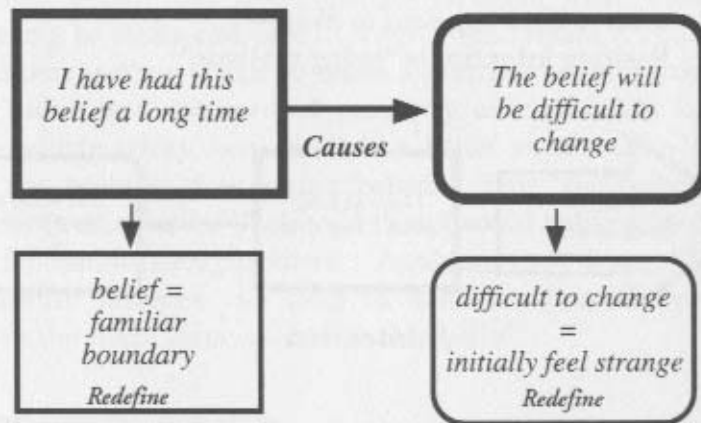 I have had this
belief a long time
Causes
The belief will
be difficult to
change
belief =
familiar
boundary
Redefine
difficult to change
=
initially feel strange
Redefine